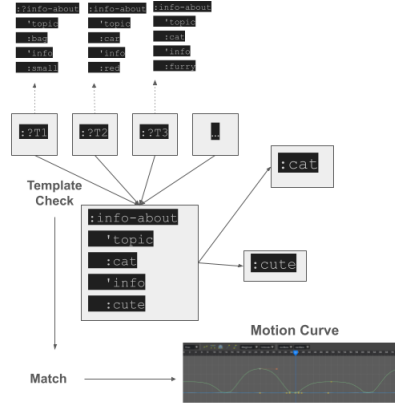 :?info-about
'topic
:bag
'info
:small
:info-about
'topic
:car
'info
:red
:info-about
'topic
:cat
'info
:furry
:?T1
:?T2
:?T3
...
Template
Check
:info-about
'topic
:cat
'info
:cute
:cat
:cute
Motion Curve
Match